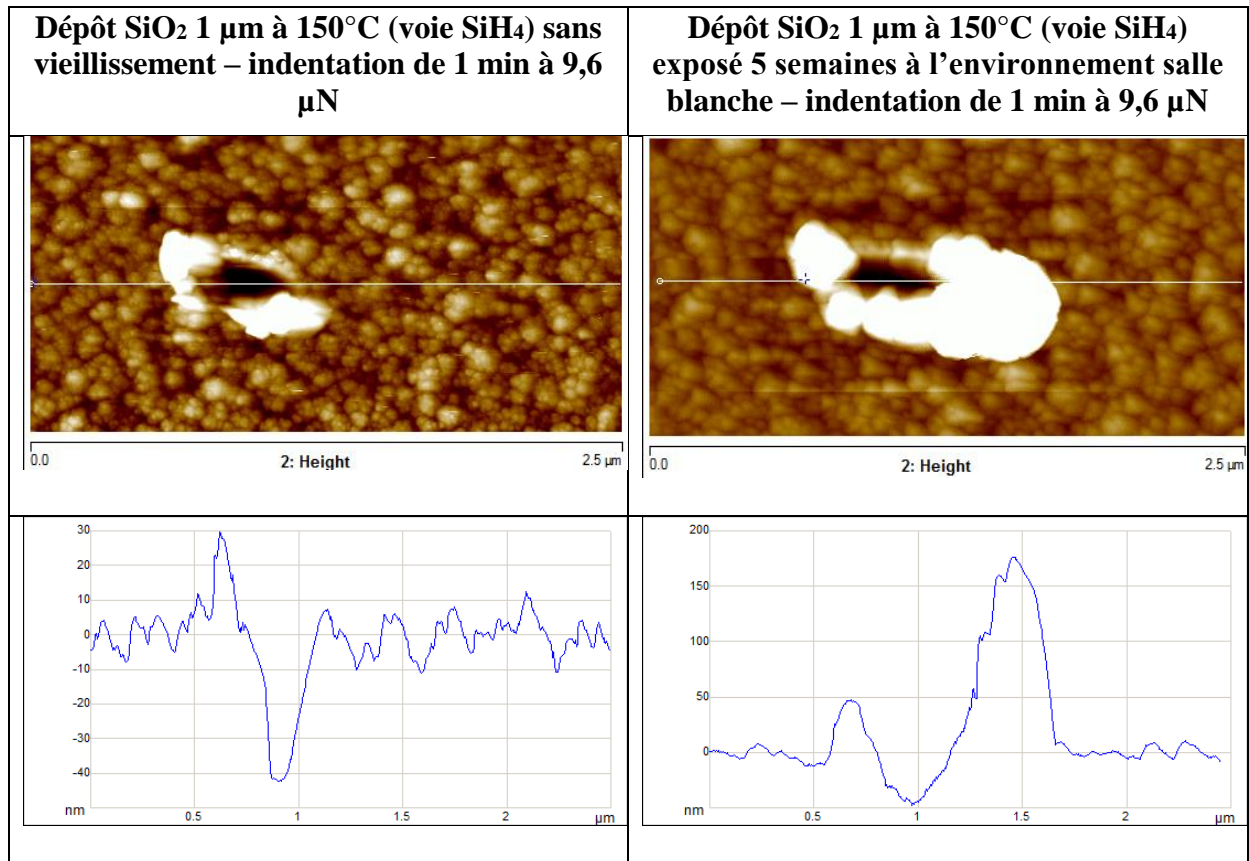 Dépôt SiO₂ 1 µm à 150°C (voie SiH₄) sans
vieillissement – indentation de 1 min à 9,6
µN
Dépôt SiO₂ 1 µm à 150°C (voie SiH₄)
exposé 5 semaines à l’environnement salle
blanche – indentation de 1 min à 9,6 µN
0.0 2: Height 2.5 µm
0.0 2: Height 2.5 µm
30
20
10
0
-10
-20
-30
-40
nm 0.5 1 1.5 2 µm
200
150
100
50
0
nm 0.5 1 1.5 2 µm